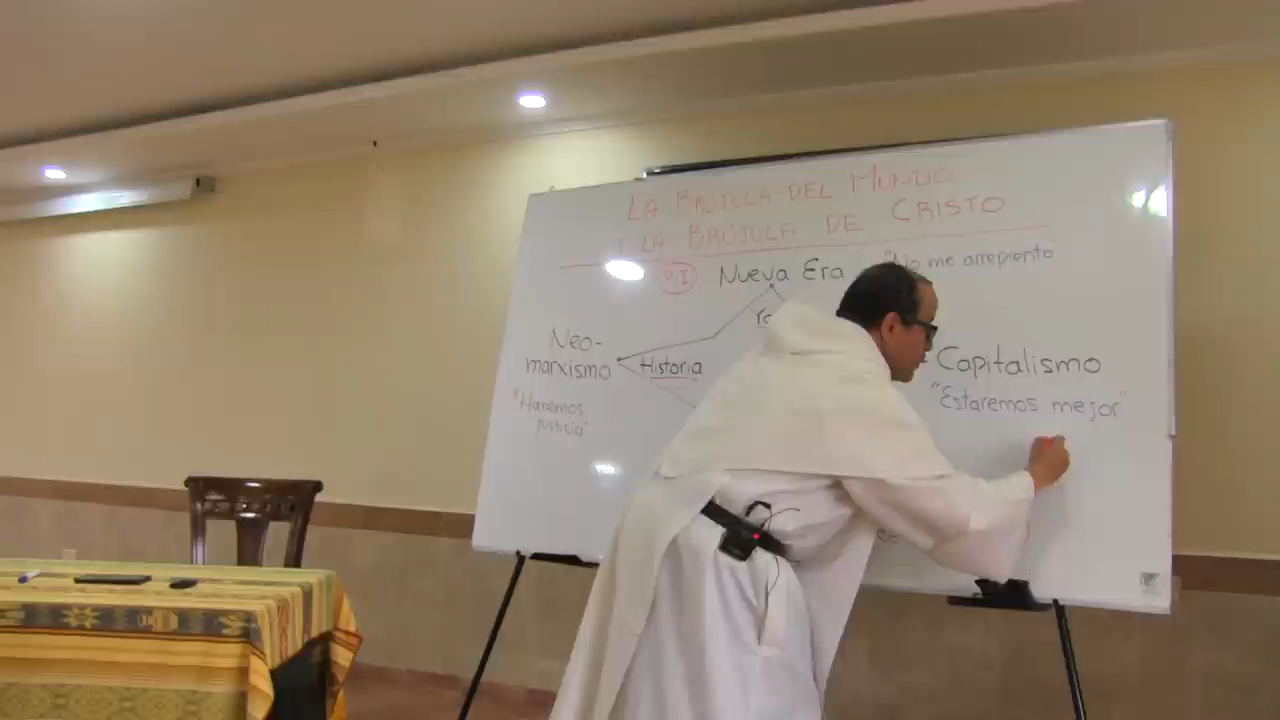 LA BRÚJULA DEL MUNDO
Y LA BRÚJULA DE CRISTO
Nueva Era
"No me arrepiento
Yo
Neo-
marxismo
Historia
Capitalismo
"Haremos
justicia"
"Estaremos mejor"